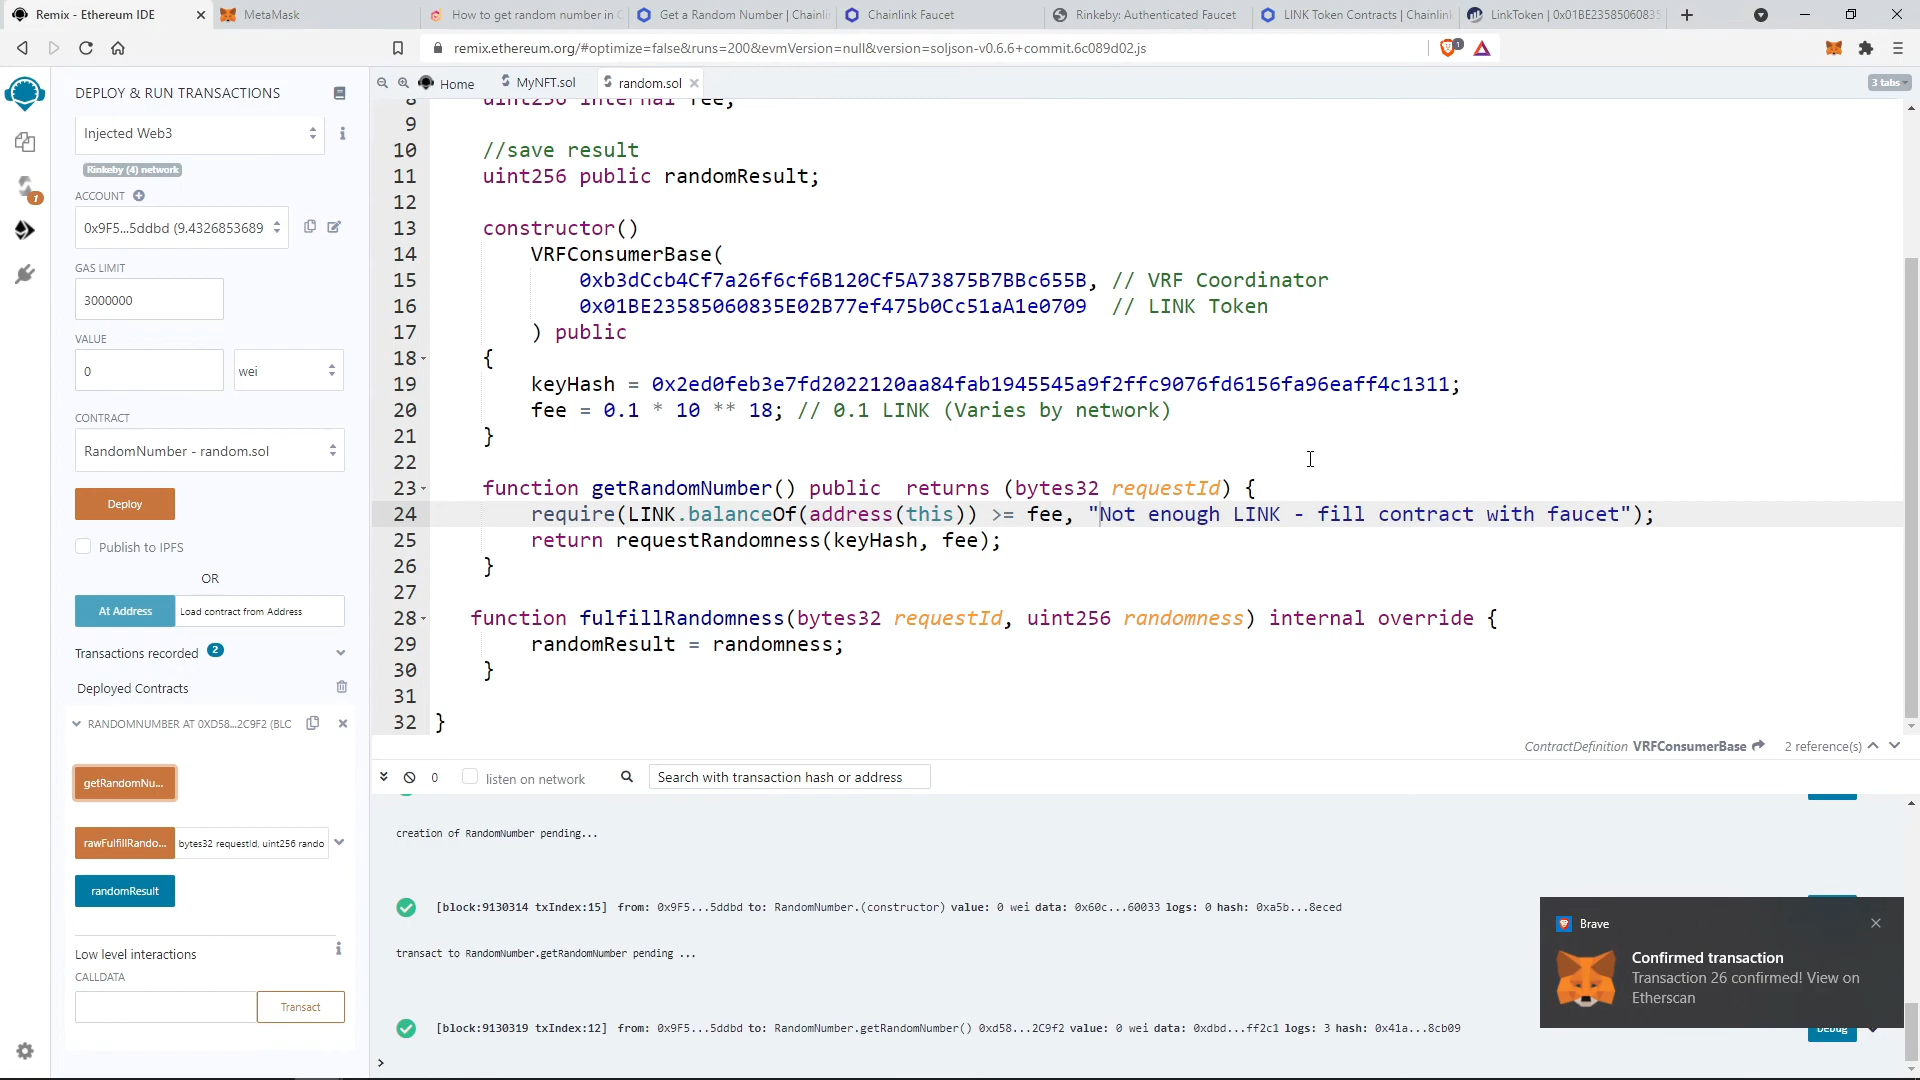 Remix - Ethereum IDE
MetaMask
How to get random number in
Get a Random Number | Chainli
Chainlink Faucet
Rinkeby: Authenticated Faucet
LINK Token Contracts | Chainlink
LinkToken | 0x01BE23585060835
remix.ethereum.org/#optimize=false&runs=200&evmVersion=null&version=soljson-v0.6.6+commit.6c089d02.js
1
DEPLOY & RUN TRANSACTIONS
Injected Web3
Rinkeby (4) network
ACCOUNT
0x9F5...5ddbd (9.4326853689
GAS LIMIT
3000000
VALUE
0
wei
CONTRACT
RandomNumber - random.sol
Deploy
Publish to IPFS
OR
At Address
Load contract from Address
Transactions recorded 2
Deployed Contracts
RANDOMNUMBER AT 0XD58...2C9F2 (BLC
getRandomNu...
rawFulfillRando...
bytes32 requestId, uint256 rando
randomResult
Low level interactions
CALLDATA
Transact
1
Home
MyNFT.sol
random.sol
3 tabs
8 uint256 internal fee;
9
10 //save result
11 uint256 public randomResult;
12
13 constructor()
14 VRFConsumerBase(
15 0xb3dCcb4Cf7a26f6cf6B120Cf5A73875B7BBc655B, // VRF Coordinator
16 0x01BE23585060835E02B77ef475b0Cc51aA1e0709 // LINK Token
17 ) public
18 {
19 keyHash = 0x2ed0feb3e7fd2022120aa84fab1945545a9f2ffc9076fd6156fa96eaff4c1311;
20 fee = 0.1 * 10 ** 18; // 0.1 LINK (Varies by network)
21 }
22
23 function getRandomNumber() public returns (bytes32 requestId) {
24 require(LINK.balanceOf(address(this)) >= fee, "Not enough LINK - fill contract with faucet");
25 return requestRandomness(keyHash, fee);
26 }
27
28 function fulfillRandomness(bytes32 requestId, uint256 randomness) internal override {
29 randomResult = randomness;
30 }
31
32 }
ContractDefinition VRFConsumerBase 2 reference(s)
0
listen on network
Search with transaction hash or address
creation of RandomNumber pending...
[block:9130314 txIndex:15] from: 0x9F5...5ddbd to: RandomNumber.(constructor) value: 0 wei data: 0x60c...60033 logs: 0 hash: 0xa5b...8eced
transact to RandomNumber.getRandomNumber pending ...
[block:9130319 txIndex:12] from: 0x9F5...5ddbd to: RandomNumber.getRandomNumber() 0xd58...2C9f2 value: 0 wei data: 0xdbd...ff2c1 logs: 3 hash: 0x41a...8cb09
Debug
>
Brave
Confirmed transaction
Transaction 26 confirmed! View on
Etherscan